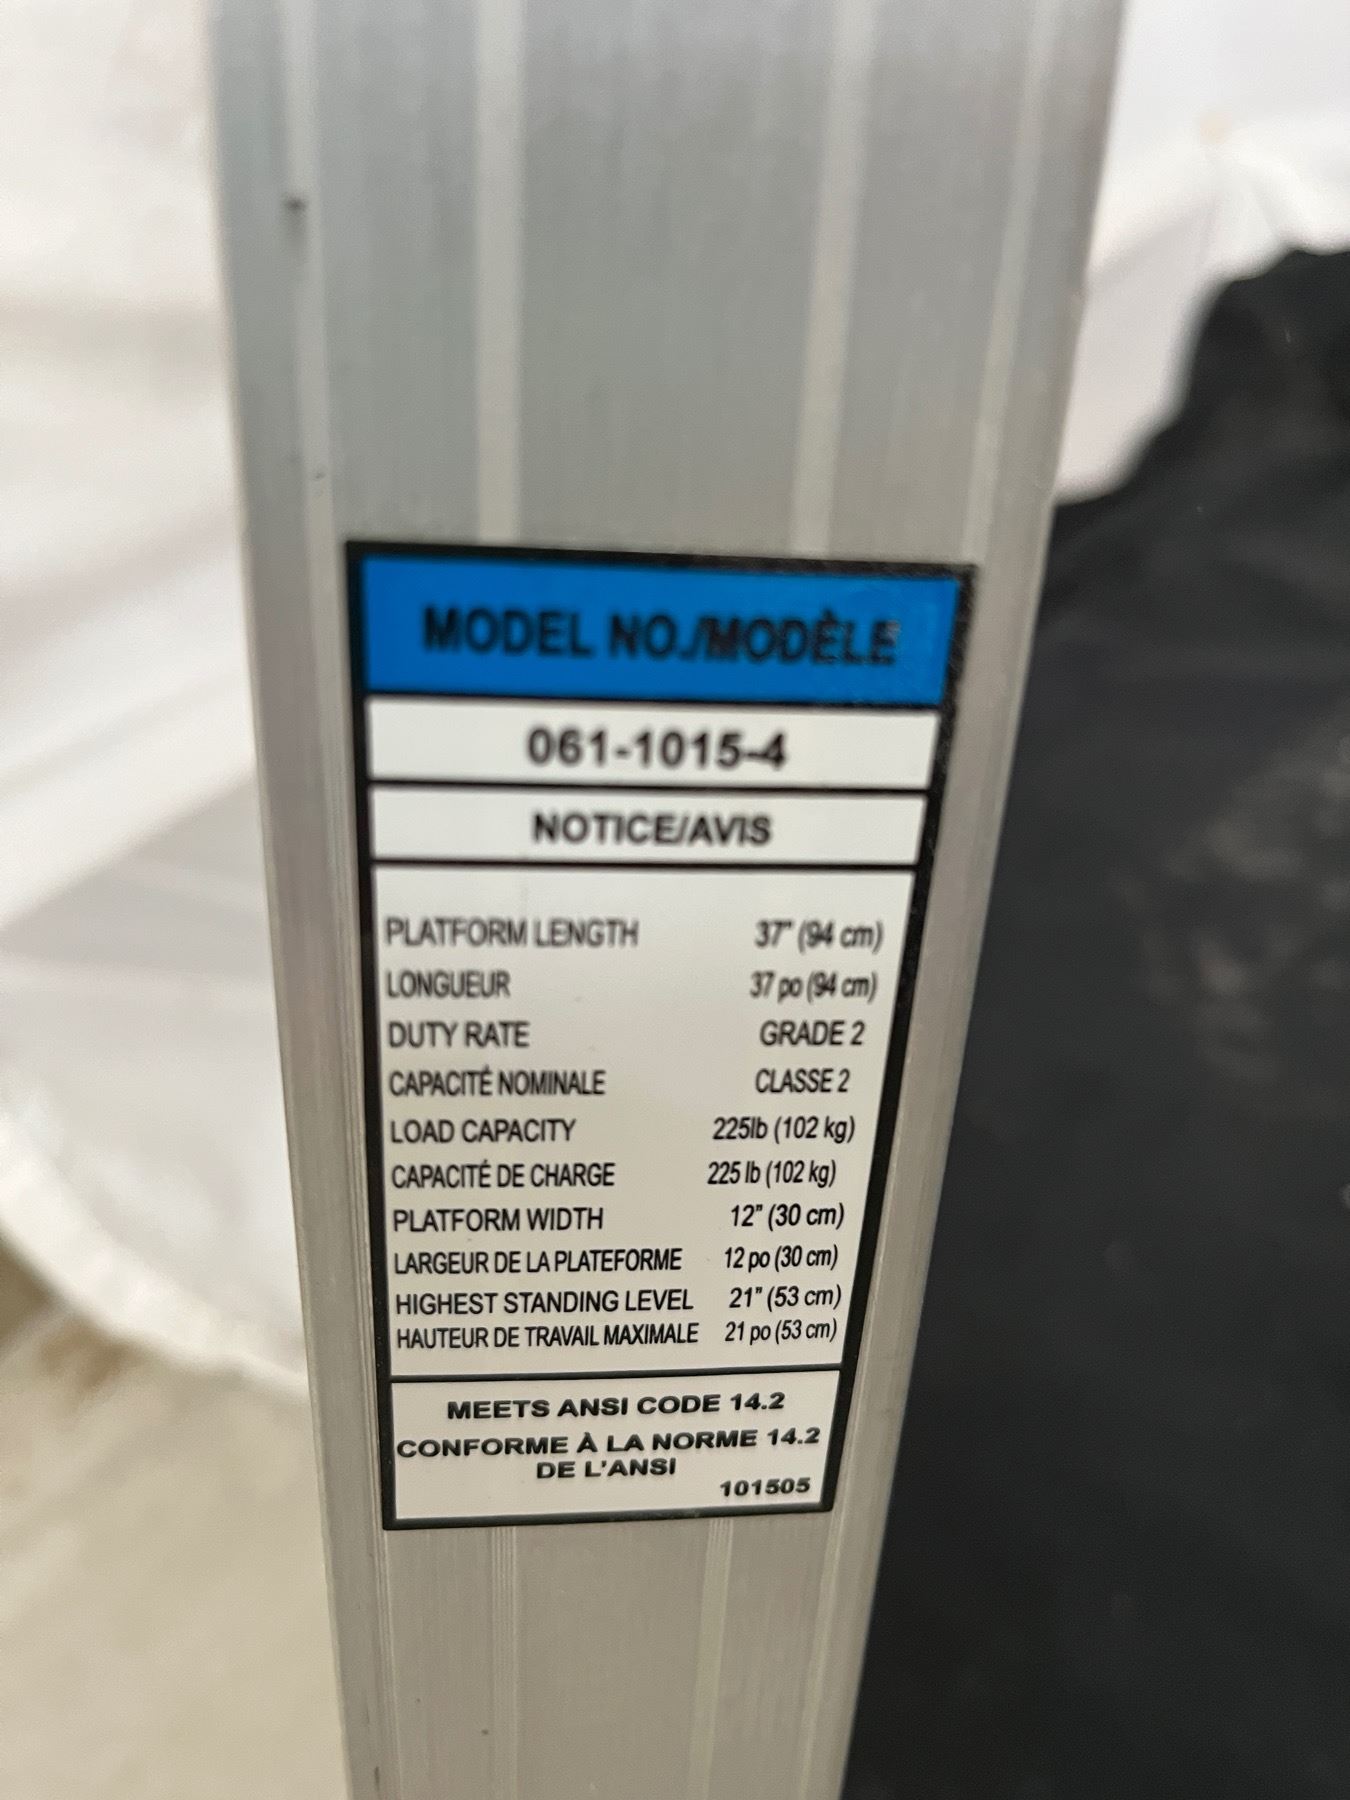 MODEL NO./MODÈLE
061-1015-4
NOTICE/AVIS
PLATFORM LENGTH 37" (94 cm)
LONGUEUR 37 po (94 cm)
DUTY RATE GRADE 2
CAPACITÉ NOMINALE CLASSE 2
LOAD CAPACITY 225lb (102 kg)
CAPACITÉ DE CHARGE 225 lb (102 kg)
PLATFORM WIDTH 12" (30 cm)
LARGEUR DE LA PLATEFORME 12 po (30 cm)
HIGHEST STANDING LEVEL 21" (53 cm)
HAUTEUR DE TRAVAIL MAXIMALE 21 po (53 cm)
MEETS ANSI CODE 14.2
CONFORME À LA NORME 14.2
DE L'ANSI
101505